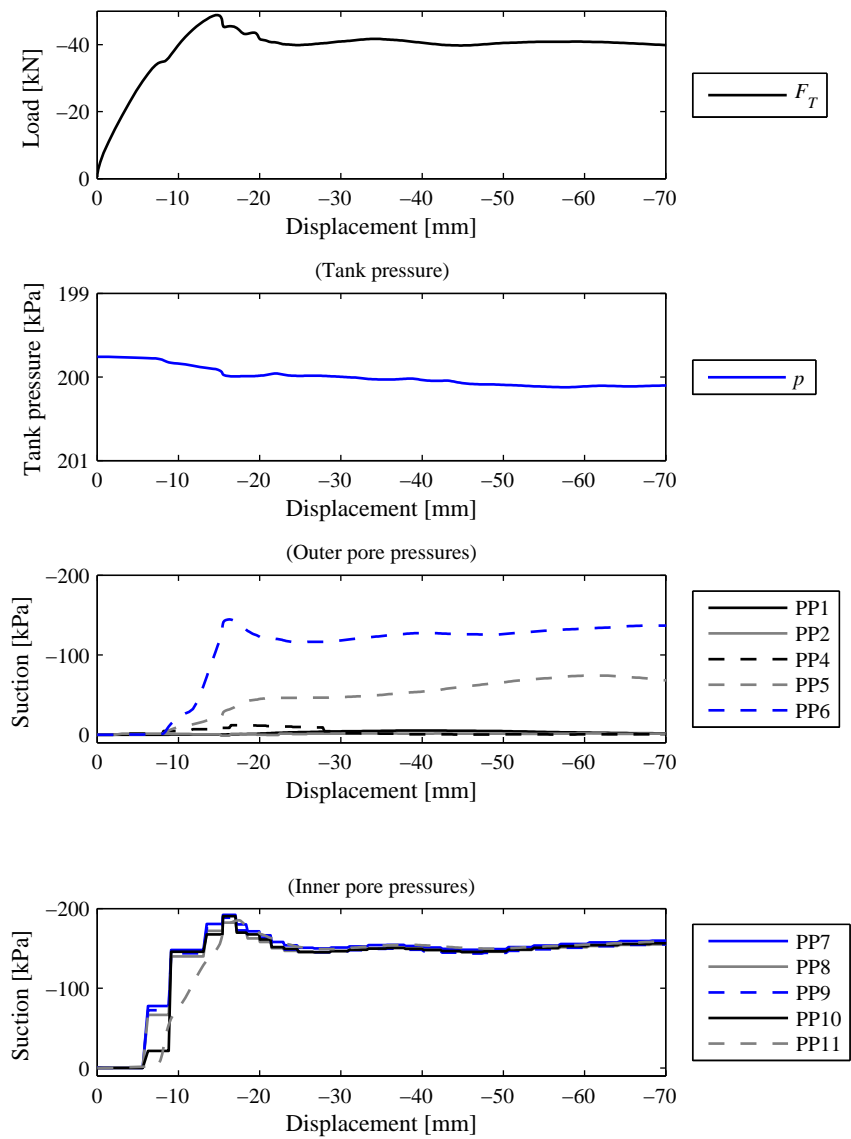 −40
−20
0
Load [kN]
0 −10 −20 −30 −40 −50 −60 −70
Displacement [mm]
F_T
(Tank pressure)
199
200
201
Tank pressure [kPa]
0 −10 −20 −30 −40 −50 −60 −70
Displacement [mm]
p
(Outer pore pressures)
−200
−100
0
Suction [kPa]
0 −10 −20 −30 −40 −50 −60 −70
Displacement [mm]
PP1
PP2
PP4
PP5
PP6
(Inner pore pressures)
−200
−100
0
Suction [kPa]
0 −10 −20 −30 −40 −50 −60 −70
Displacement [mm]
PP7
PP8
PP9
PP10
PP11